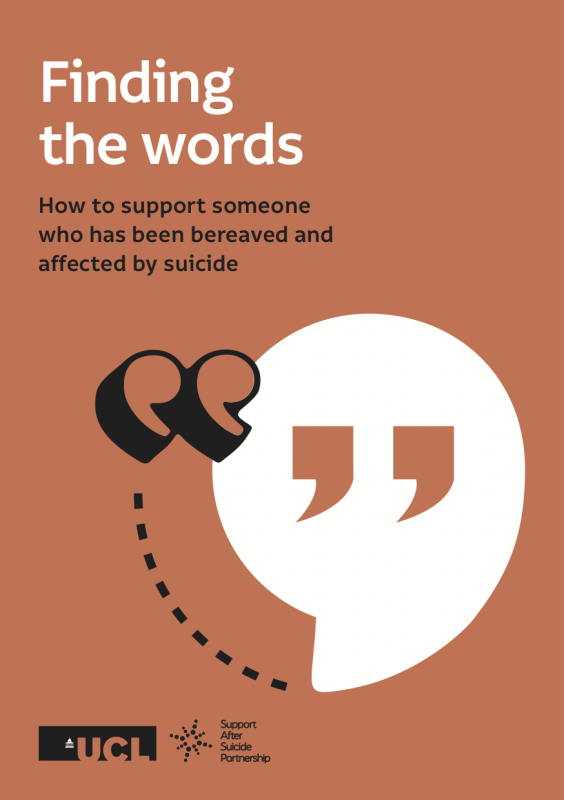 Finding
the words
How to support someone
who has been bereaved and
affected by suicide
UCL
Support
After
Suicide
Partnership